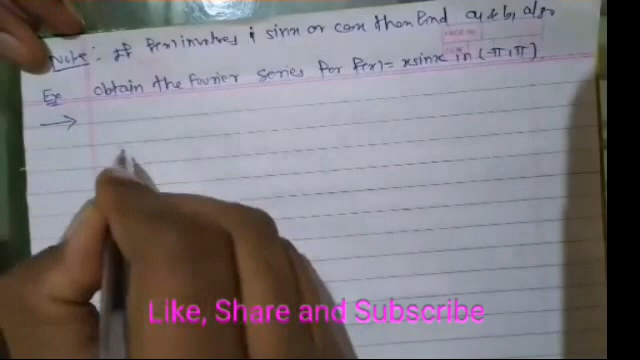 Note : If f(x) involves sinx or cosx then find a1 & b1 also
Ex obtain the Fourier series for f(x) = xsinx in (-π, π)
Like, Share and Subscribe